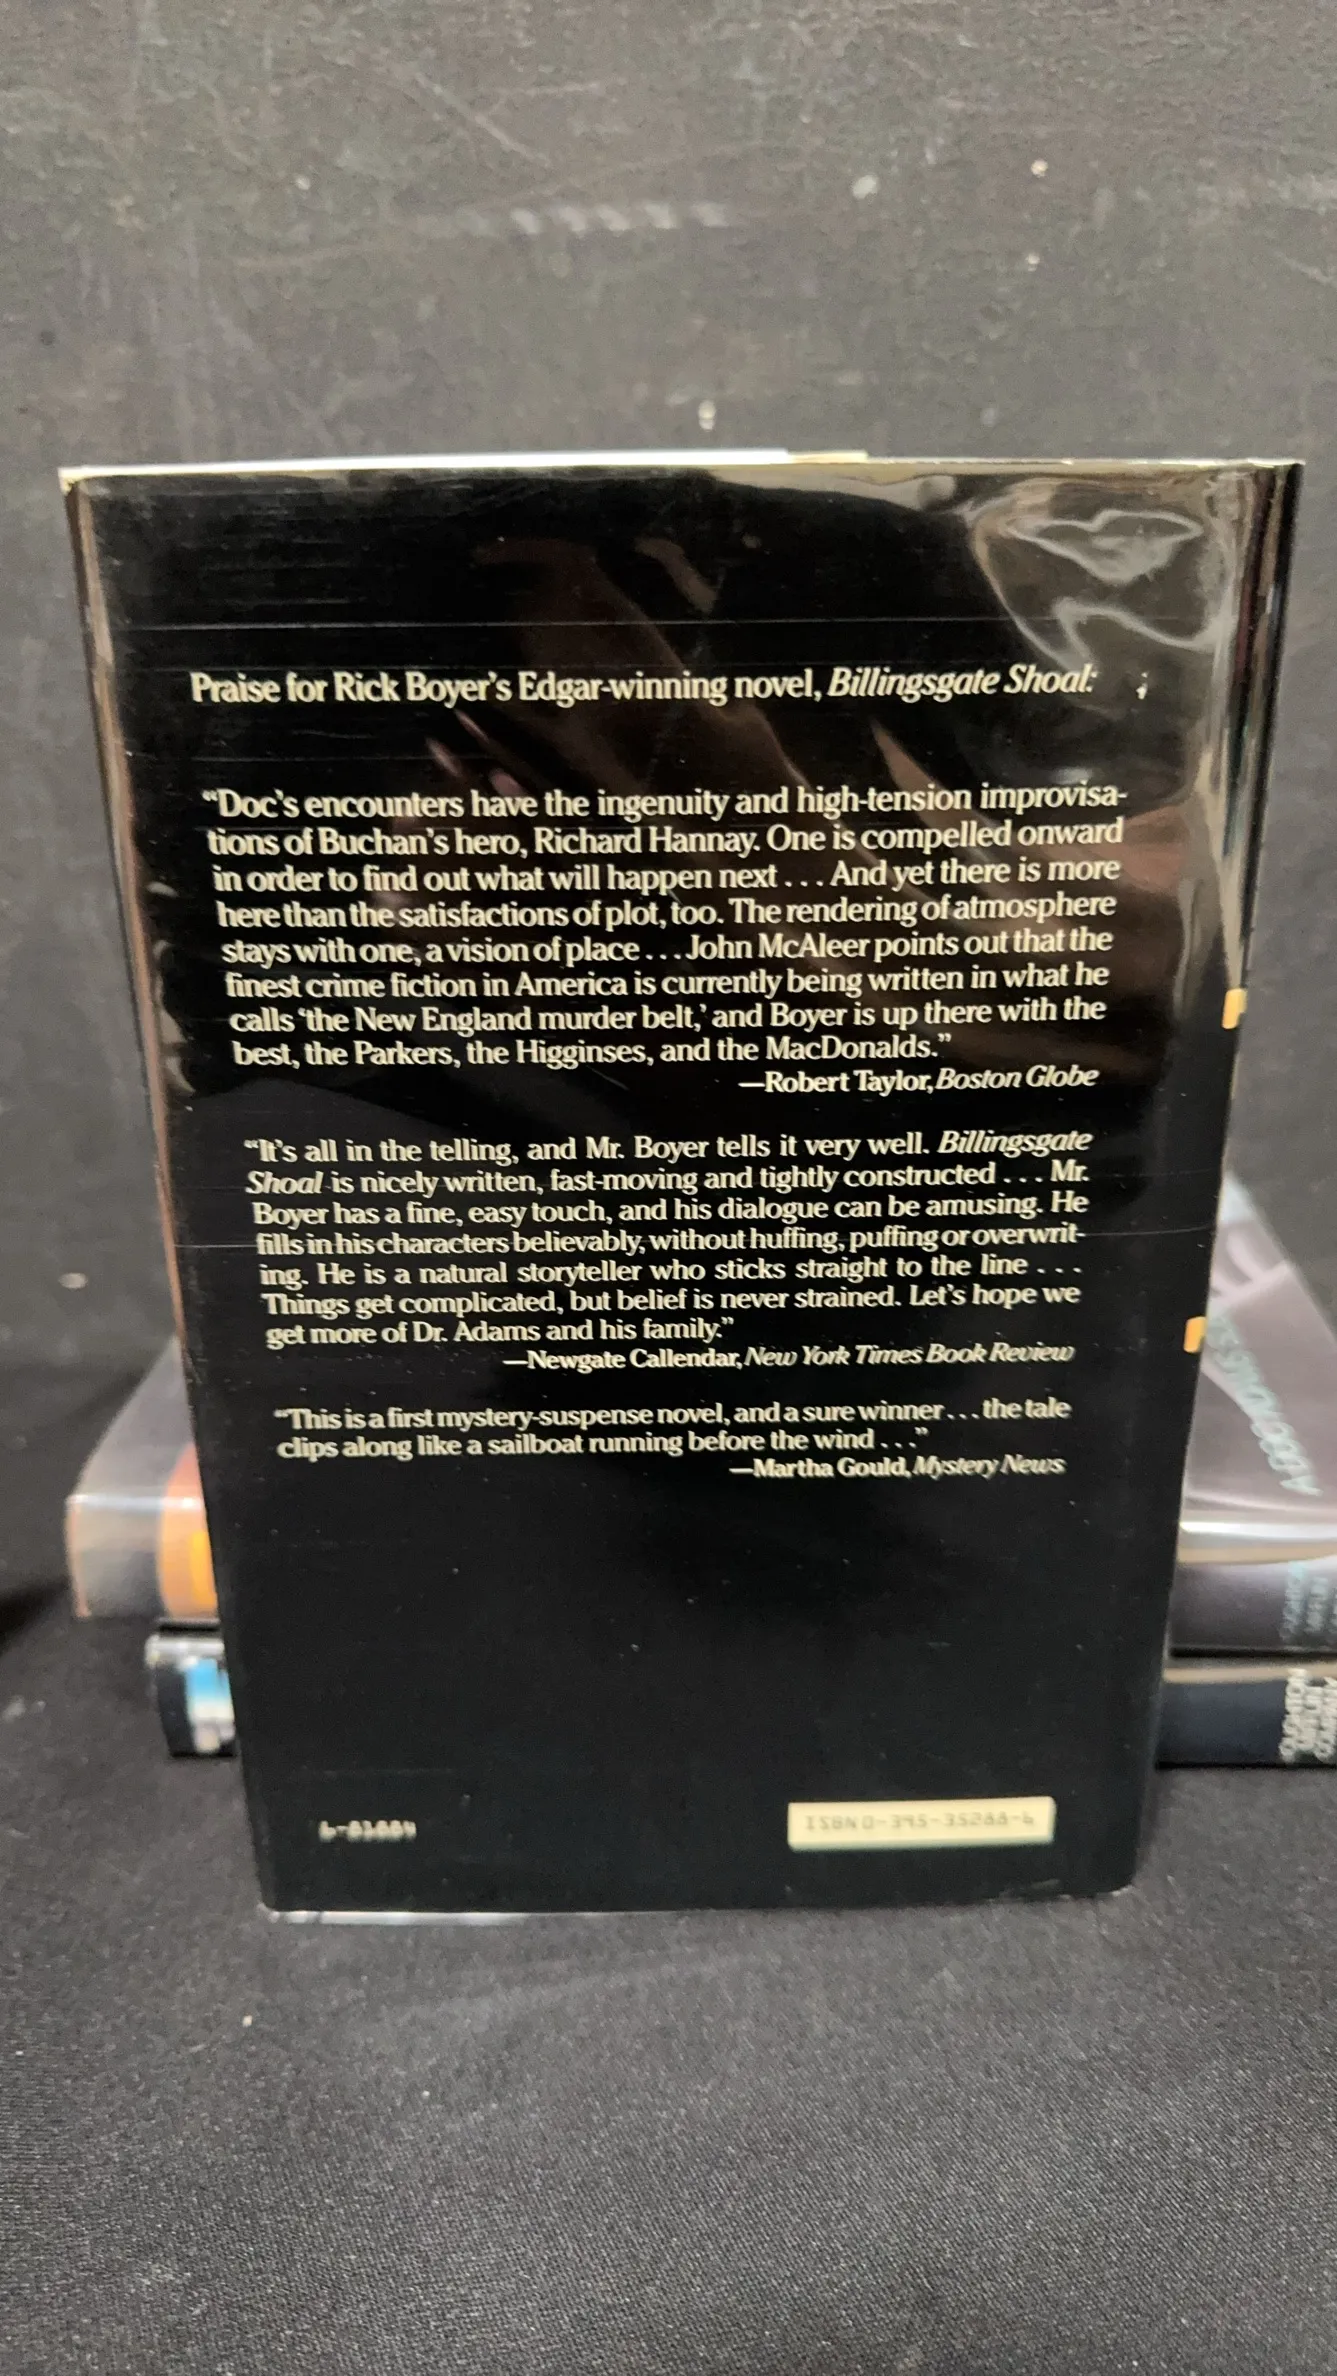 Praise for Rick Boyer's Edgar-winning novel, Billingsgate Shoal:
“Doc's encounters have the ingenuity and high-tension improvisa-
tions of Buchan's hero, Richard Hannay. One is compelled onward
in order to find out what will happen next . . . And yet there is more
here than the satisfactions of plot, too. The rendering of atmosphere
stays with one, a vision of place . . . John McAleer points out that the
finest crime fiction in America is currently being written in what he
calls ‘the New England murder belt,’ and Boyer is up there with the
best, the Parkers, the Higginses, and the MacDonalds.”
—Robert Taylor, Boston Globe
“It's all in the telling, and Mr. Boyer tells it very well. Billingsgate
Shoal is nicely written, fast-moving and tightly constructed . . . Mr.
Boyer has a fine, easy touch, and his dialogue can be amusing. He
fills in his characters believably, without huffing, puffing or overwrit-
ing. He is a natural storyteller who sticks straight to the line . . .
Things get complicated, but belief is never strained. Let's hope we
get more of Dr. Adams and his family.”
—Newgate Callendar, New York Times Book Review
“This is a first mystery-suspense novel, and a sure winner . . . the tale
clips along like a sailboat running before the wind . . .”
—Martha Gould, Mystery News
ISBN 0-395-35288-6
A DOC ADAMS
HOUGHTON
MIFFLIN